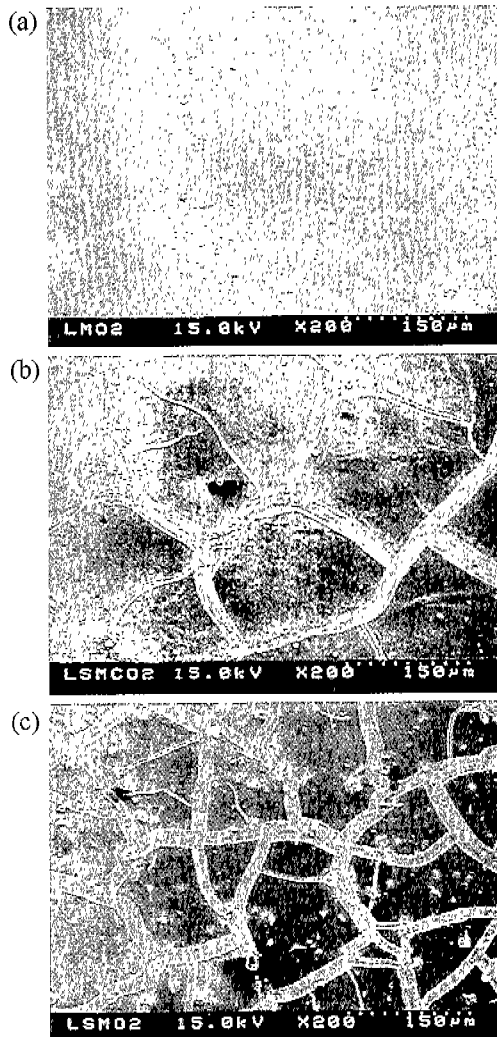 (a)
LMO2 15.0kV X200 150µm
(b)
LSMCO2 15.0kV X200 150µm
(c)
LSMO2 15.0kV X200 150µm